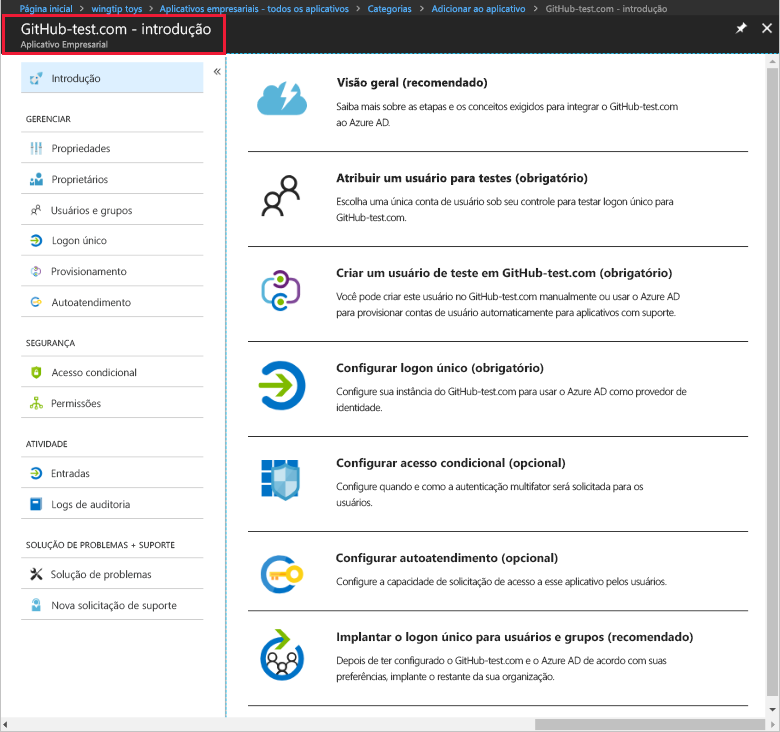 Página inicial > wingtip toys > Aplicativos empresariais - todos os aplicativos > Categorias > Adicionar ao aplicativo > GitHub-test.com - introdução
GitHub-test.com - introdução
Aplicativo Empresarial
Introdução
GERENCIAR
Propriedades
Proprietários
Usuários e grupos
Logon único
Provisionamento
Autoatendimento
SEGURANÇA
Acesso condicional
Permissões
ATIVIDADE
Entradas
Logs de auditoria
SOLUÇÃO DE PROBLEMAS + SUPORTE
Solução de problemas
Nova solicitação de suporte
Visão geral (recomendado)
Saiba mais sobre as etapas e os conceitos exigidos para integrar o GitHub-test.com
ao Azure AD.
Atribuir um usuário para testes (obrigatório)
Escolha uma única conta de usuário sob seu controle para testar logon único para
GitHub-test.com.
Criar um usuário de teste em GitHub-test.com (obrigatório)
Você pode criar este usuário no GitHub-test.com manualmente ou usar o Azure AD
para provisionar contas de usuário automaticamente para aplicativos com suporte.
Configurar logon único (obrigatório)
Configure sua instância do GitHub-test.com para usar o Azure AD como provedor de
identidade.
Configurar acesso condicional (opcional)
Configure quando e como a autenticação multifator será solicitada para os
usuários.
Configurar autoatendimento (opcional)
Configure a capacidade de solicitação de acesso a esse aplicativo pelos usuários.
Implantar o logon único para usuários e grupos (recomendado)
Depois de ter configurado o GitHub-test.com e o Azure AD de acordo com suas
preferências, implante o restante da sua organização.